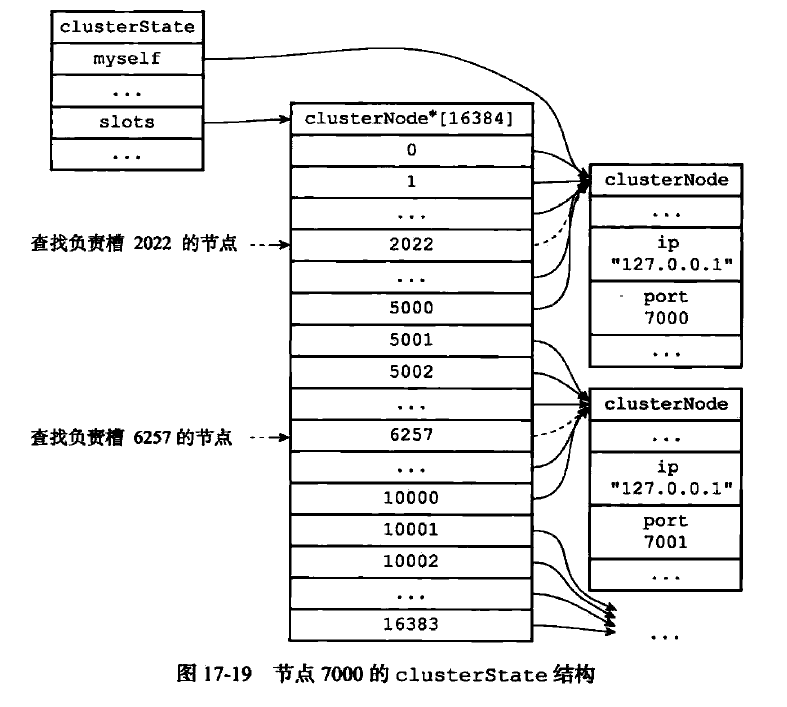 clusterState
myself
...
slots
...
clusterNode*[16384]
0
1
...
查找负责槽 2022 的节点
2022
...
5000
5001
5002
...
查找负责槽 6257 的节点
6257
...
10000
10001
10002
...
16383
clusterNode
...
ip
"127.0.0.1"
port
7000
...
clusterNode
...
ip
"127.0.0.1"
port
7001
...
...
图 17-19 节点 7000 的 clusterState 结构